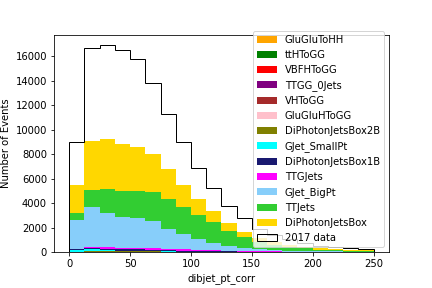 GluGluToHH
ttHToGG
VBFHToGG
TTGG_0Jets
VHToGG
GluGluHToGG
DiPhotonJetsBox2B
GJet_SmallPt
DiPhotonJetsBox1B
TTGJets
GJet_BigPt
TTJets
DiPhotonJetsBox
2017 data
16000
14000
12000
10000
8000
6000
4000
2000
0
Number of Events
0
50
100
150
200
250
dibjet_pt_corr